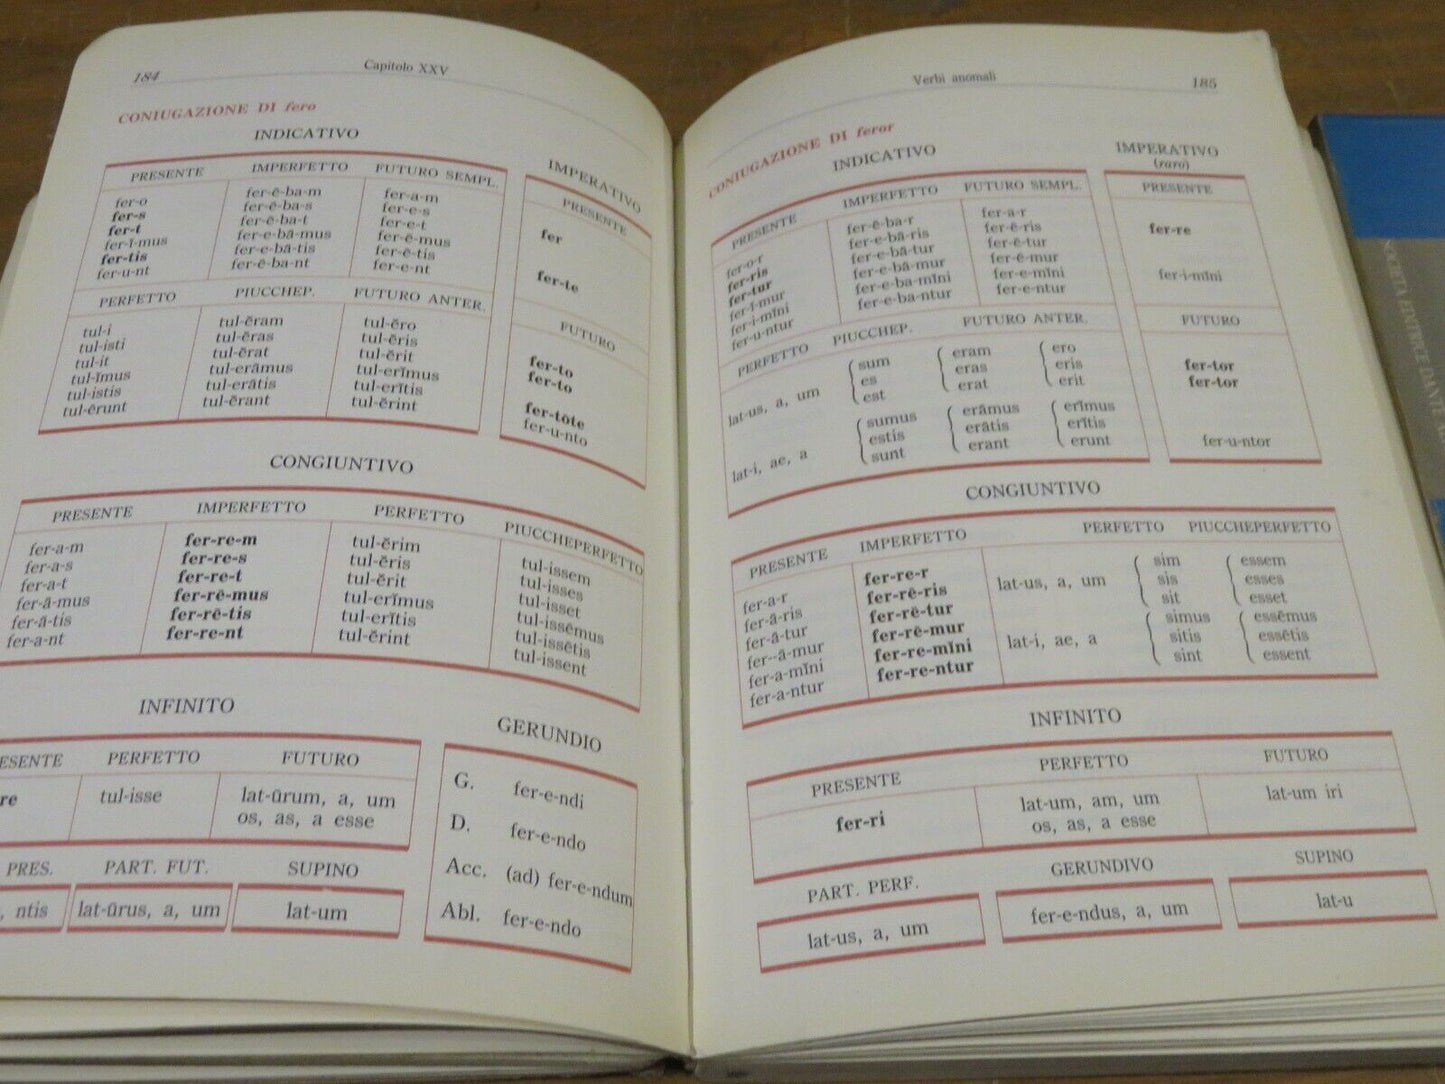 184
Capitolo XXV
CONIUGAZIONE DI fero
INDICATIVO
PRESENTE IMPERFETTO FUTURO SEMPL.
fer-o fer-ē-ba-m fer-a-m
fer-s fer-ē-ba-s fer-e-s
fer-t fer-ē-ba-t fer-e-t
fer-ĭ-mus fer-e-bā-mus fer-ē-mus
fer-tis fer-e-bā-tis fer-ē-tis
fer-u-nt fer-ē-ba-nt fer-e-nt
PERFETTO PIUCCHEP. FUTURO ANTER.
tul-i tul-ĕram tul-ĕro
tul-isti tul-ĕras tul-ĕris
tul-it tul-ĕrat tul-ĕrit
tul-ĭmus tul-erāmus tul-erĭmus
tul-istis tul-erātis tul-erĭtis
tul-ērunt tul-ĕrant tul-ĕrint
IMPERATIVO
PRESENTE
fer
fer-te
FUTURO
fer-to
fer-to
fer-tote
fer-u-nto
CONGIUNTIVO
PRESENTE IMPERFETTO PERFETTO PIUCCHEPERFETTO
fer-a-m fer-re-m tul-ĕrim tul-issem
fer-a-s fer-re-s tul-ĕris tul-isses
fer-a-t fer-re-t tul-ĕrit tul-isset
fer-ā-mus fer-rē-mus tul-erĭmus tul-issēmus
fer-ā-tis fer-rē-tis tul-erĭtis tul-issētis
fer-a-nt fer-re-nt tul-ĕrint tul-issent
INFINITO
ESENTE PERFETTO FUTURO
re tul-isse lat-ūrum, a, um
os, as, a esse
PRES. PART. FUT. SUPINO
, ntis lat-ūrus, a, um lat-um
GERUNDIO
G. fer-e-ndi
D. fer-e-ndo
Acc. (ad) fer-e-ndum
Abl. fer-e-ndo
Verbi anomali
185
CONIUGAZIONE DI feror
INDICATIVO
PRESENTE IMPERFETTO FUTURO SEMPL.
fer-o-r fer-ē-ba-r fer-a-r
fer-ris fer-e-bā-ris fer-ē-ris
fer-tur fer-e-bā-tur fer-ē-tur
fer-ĭ-mur fer-e-bā-mur fer-ē-mur
fer-i-mĭni fer-e-ba-mĭni fer-e-mĭni
fer-u-ntur fer-e-ba-ntur fer-e-ntur
PERFETTO PIUCCHEP. FUTURO ANTER.
lat-us, a, um
sum eram ero
es eras eris
est erat erit
lat-i, ae, a
sumus erāmus erĭmus
estis erātis erĭtis
sunt erant erunt
IMPERATIVO
(raro)
PRESENTE
fer-re
fer-i-mĭni
FUTURO
fer-tor
fer-tor
fer-u-ntor
CONGIUNTIVO
PRESENTE IMPERFETTO PERFETTO PIUCCHEPERFETTO
fer-a-r fer-re-r
fer-ā-ris fer-rē-ris
fer-ā-tur fer-rē-tur
fer--ā-mur fer-rē-mur
fer-a-mĭni fer-re-mĭni
fer-a-ntur fer-re-ntur
lat-us, a, um
sim essem
sis esses
sit esset
lat-i, ae, a
simus essēmus
sitis essētis
sint essent
INFINITO
PRESENTE PERFETTO FUTURO
fer-ri lat-um, am, um lat-um iri
os, as, a esse
PART. PERF. GERUNDIVO SUPINO
lat-us, a, um fer-e-ndus, a, um lat-u
SOCIETÀ EDITRICE DANTE